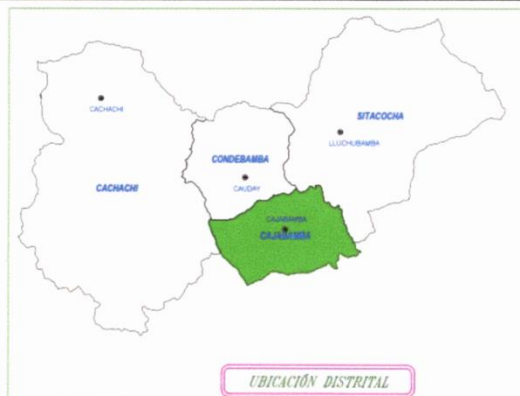 CACHACHI
SITACOCHA
LLUCHUBAMBA
CONDEBAMBA
CACHACHI
CAUDAY
CAJABAMBA
CAJABAMBA
UBICACIÓN DISTRITAL